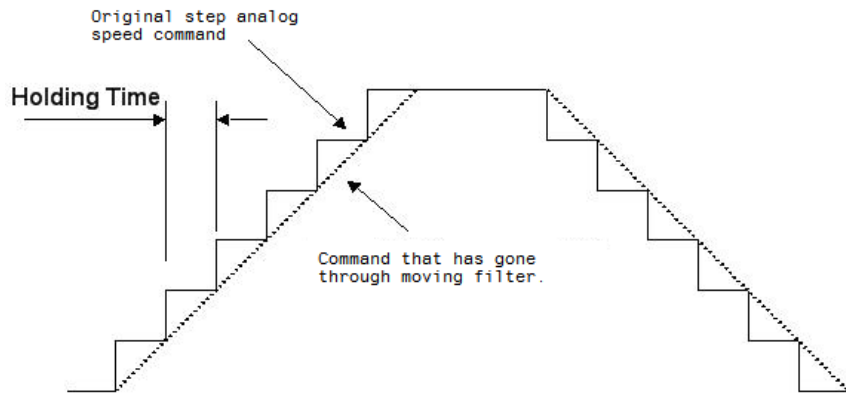 Original step analog
speed command
Holding Time
Command that has gone
through moving filter.